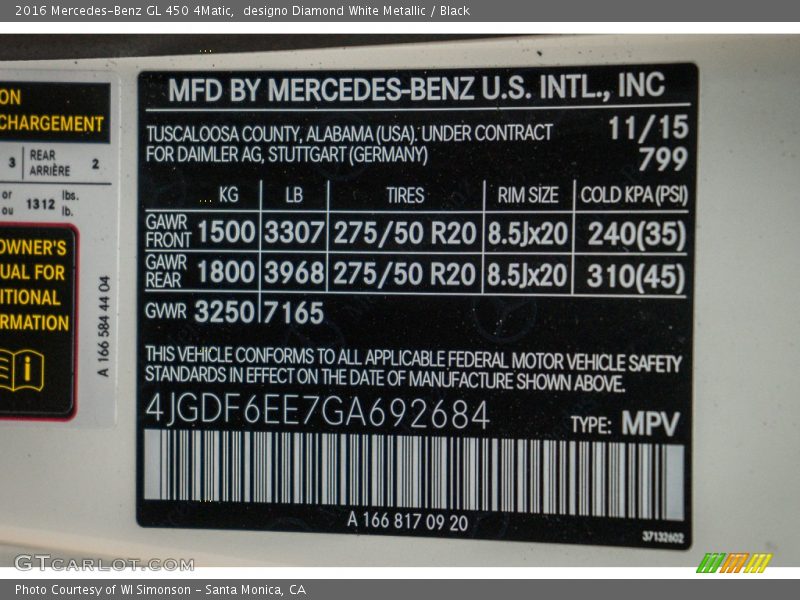 2016 Mercedes-Benz GL 450 4Matic, designo Diamond White Metallic / Black
ON
CHARGEMENT
3 REAR ARRIÈRE 2
or ou 1312 lbs. lb.
OWNER'S
UAL FOR
ITIONAL
RMATION
A 166 584 44 04
MFD BY MERCEDES-BENZ U.S. INTL., INC
TUSCALOOSA COUNTY, ALABAMA (USA). UNDER CONTRACT 11/15
FOR DAIMLER AG, STUTTGART (GERMANY) 799
KG LB TIRES RIM SIZE COLD KPA (PSI)
GAWR FRONT 1500 3307 275/50 R20 8.5Jx20 240(35)
GAWR REAR 1800 3968 275/50 R20 8.5Jx20 310(45)
GVWR 3250 7165
THIS VEHICLE CONFORMS TO ALL APPLICABLE FEDERAL MOTOR VEHICLE SAFETY
STANDARDS IN EFFECT ON THE DATE OF MANUFACTURE SHOWN ABOVE.
4JGDF6EE7GA692684 TYPE: MPV
A 166 817 09 20
37132602
GTCARLOT.COM
Photo Courtesy of WI Simonson - Santa Monica, CA